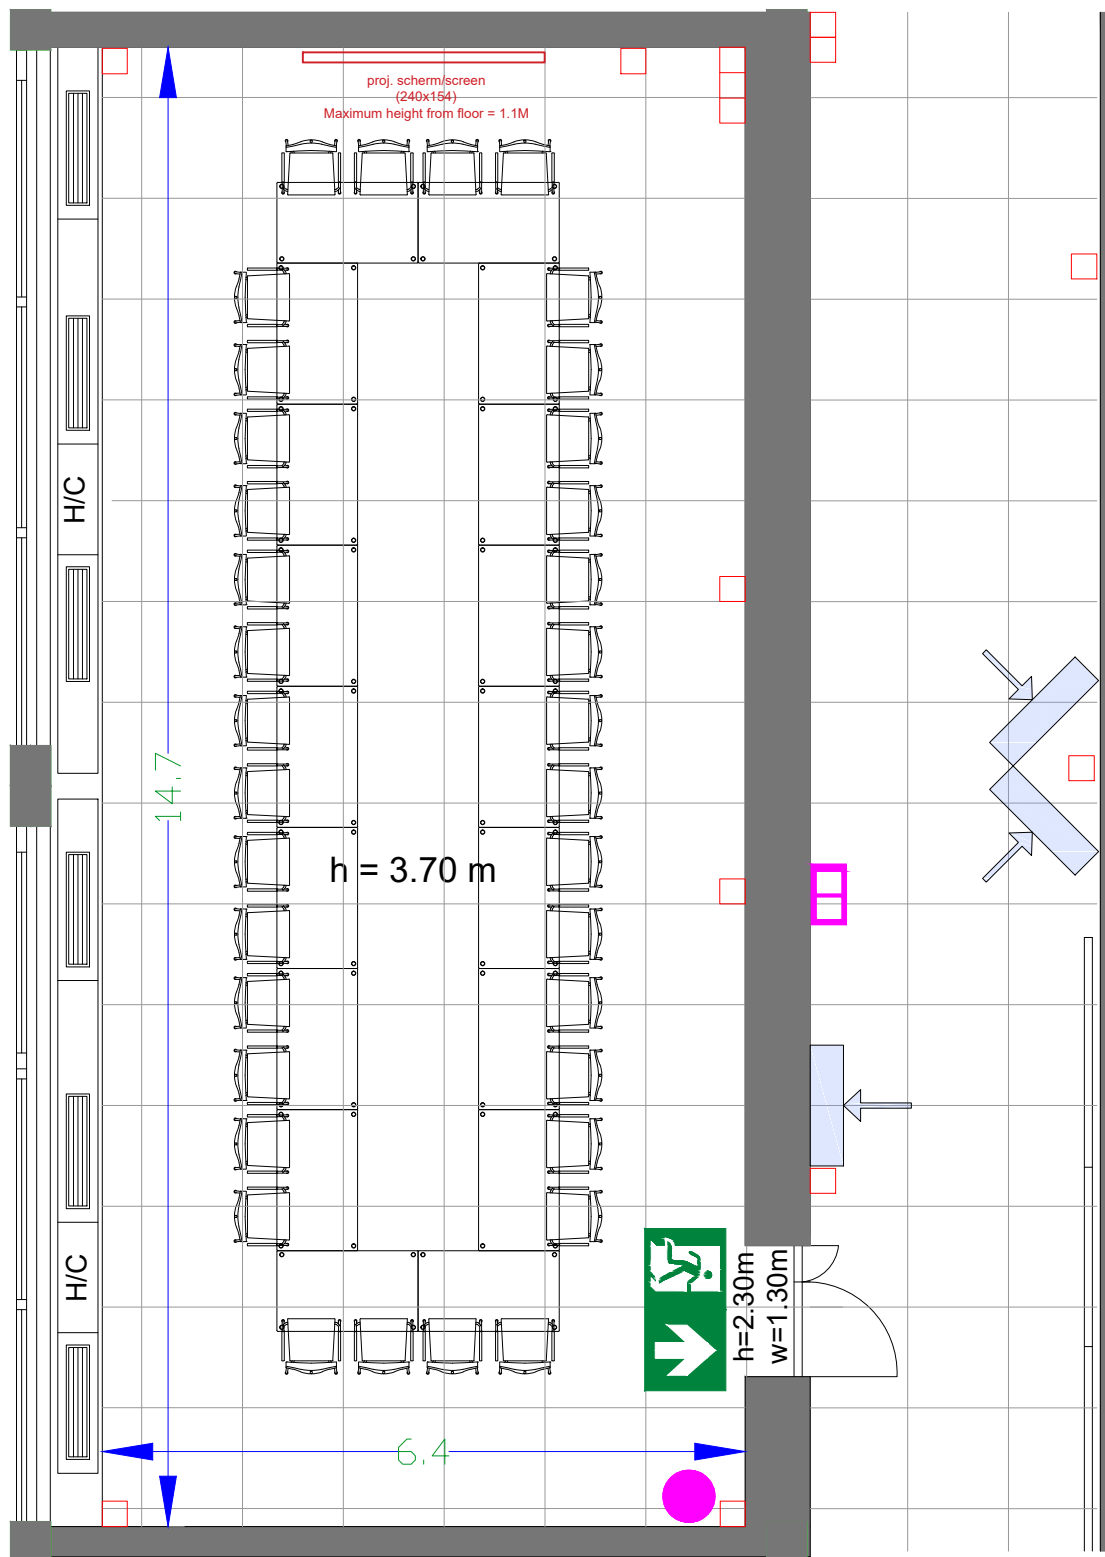 proj. scherm/screen
(240x154)
Maximum height from floor = 1.1M
H/C
14,7
h = 3.70 m
H/C
h=2.30m
w=1.30m
6,4